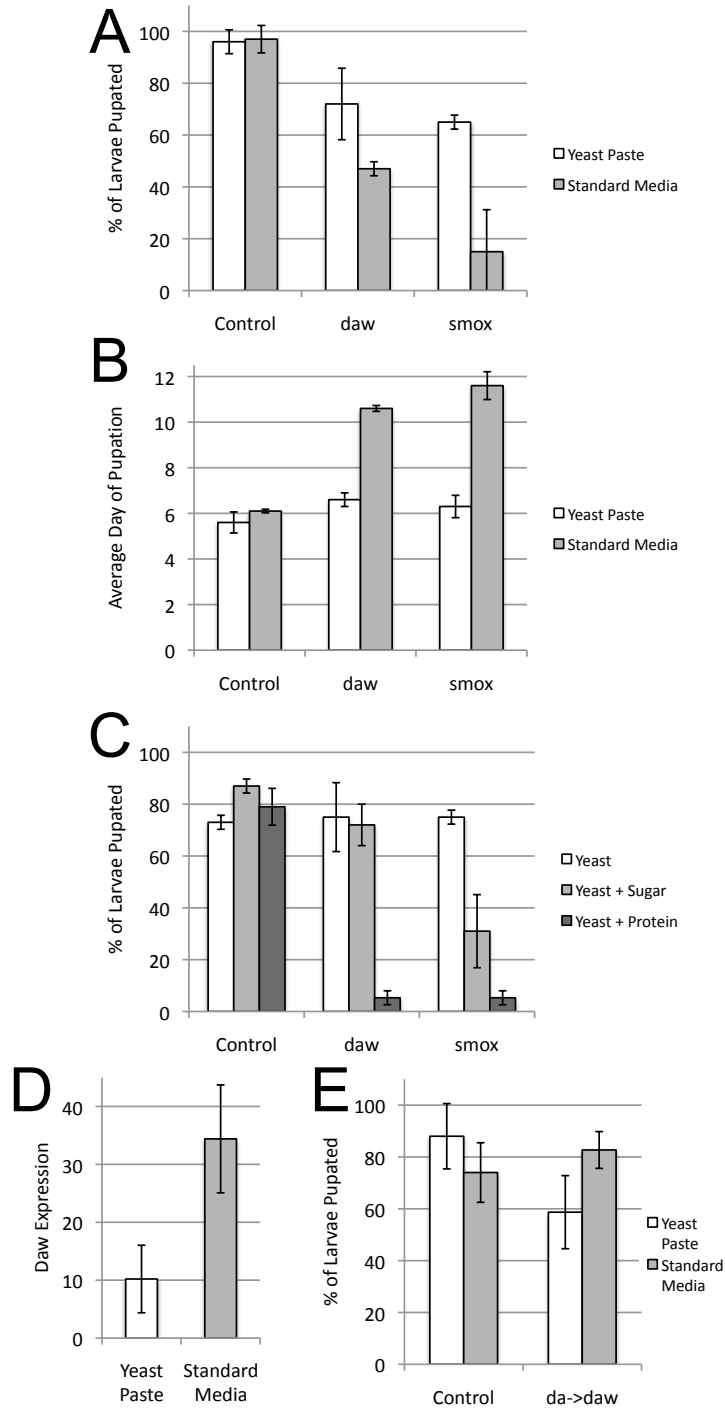 A
% of Larvae Pupated
100
80
60
40
20
0
Control
daw
smox
Yeast Paste
Standard Media
B
Average Day of Pupation
12
10
8
6
4
2
0
Control
daw
smox
Yeast Paste
Standard Media
C
% of Larvae Pupated
100
80
60
40
20
0
Control
daw
smox
Yeast
Yeast + Sugar
Yeast + Protein
D
Daw Expression
40
30
20
10
0
Yeast
Paste
Standard
Media
E
% of Larvae Pupated
100
80
60
40
20
0
Control
da->daw
Yeast
Paste
Standard
Media